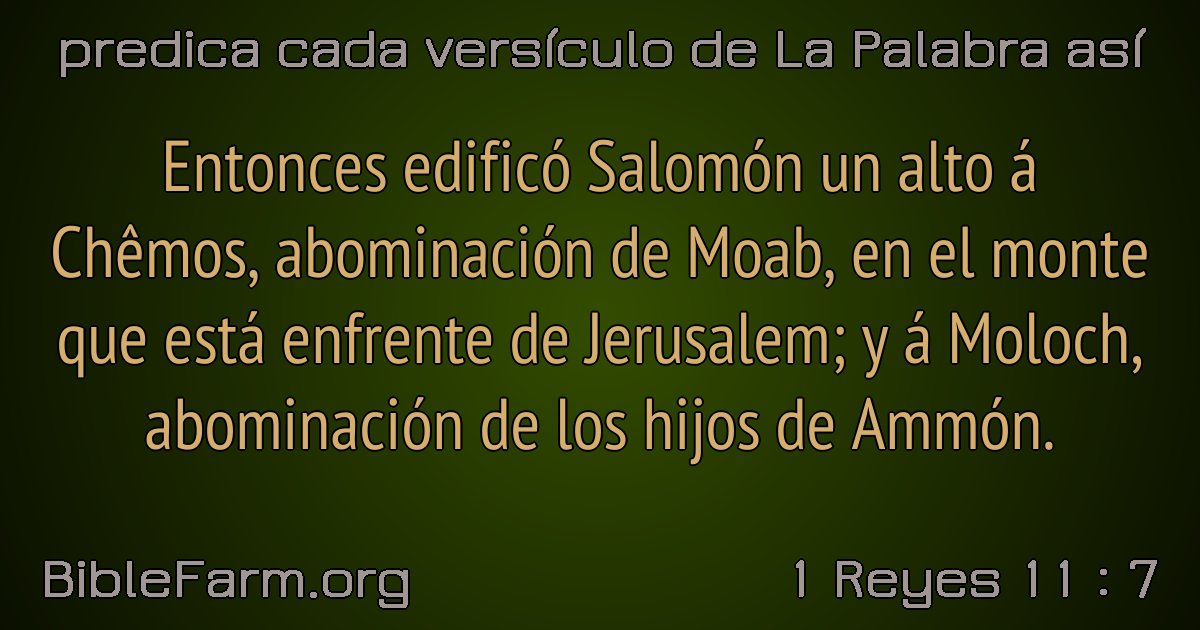 predica cada versículo de La Palabra así
Entonces edificó Salomón un alto á
Chêmos, abominación de Moab, en el monte
que está enfrente de Jerusalem; y á Moloch,
abominación de los hijos de Ammón.
BibleFarm.org
1 Reyes 11 : 7